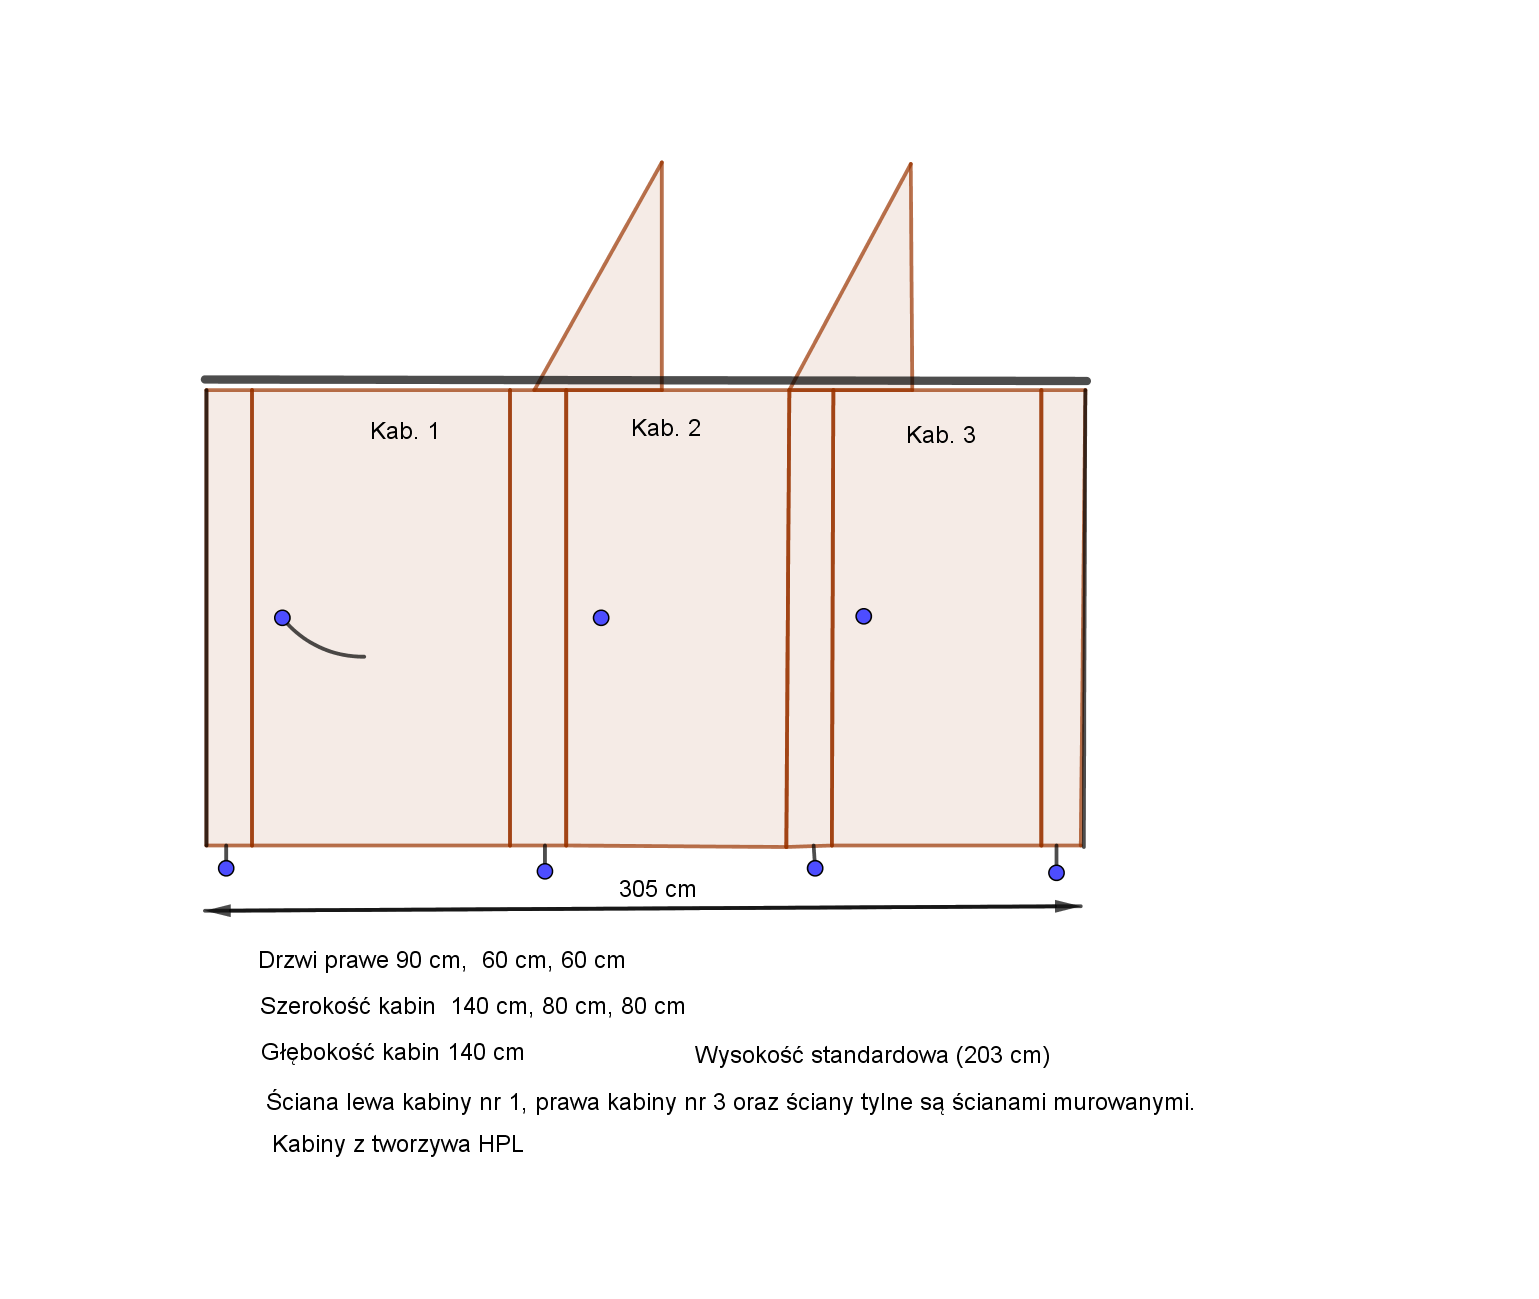 Kab. 1
Kab. 2
Kab. 3
305 cm
Drzwi prawe 90 cm,  60 cm, 60 cm
Szerokość kabin  140 cm, 80 cm, 80 cm
Głębokość kabin 140 cm
Wysokość standardowa (203 cm)
Ściana lewa kabiny nr 1, prawa kabiny nr 3 oraz ściany tylne są ścianami murowanymi.
Kabiny z tworzywa HPL